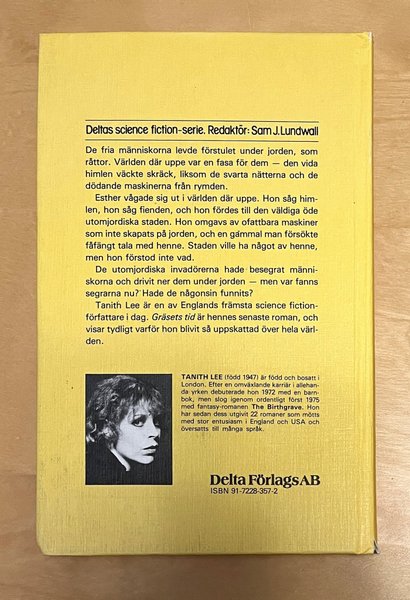 Deltas science fiction-serie. Redaktör: Sam J. Lundwall
De fria människorna levde förstulet under jorden, som
råttor. Världen där uppe var en fasa för dem — den vida
himlen väckte skräck, liksom de svarta nätterna och de
dödande maskinerna från rymden.
Esther vågade sig ut i världen där uppe. Hon såg him-
len, hon såg fienden, och hon fördes till den väldiga öde
utomjordiska staden. Hon omgavs av ofattbara maskiner
som inte skapats på jorden, och en gammal man försökte
fåfängt tala med henne. Staden ville ha något av henne,
men hon förstod inte vad.
De utomjordiska invadörerna hade besegrat männi-
skorna och drivit ner dem under jorden — men var fanns
segrarna nu? Hade de någonsin funnits?
Tanith Lee är en av Englands främsta science fiction-
författare i dag. Gräsets tid är hennes senaste roman, och
visar tydligt varför hon blivit så uppskattad över hela värl-
den.
TANITH LEE (född 1947) är född och bosatt i
London. Efter en omväxlande karriär i allehan-
da yrken debuterade hon 1972 med en barn-
bok, men slog igenom ordentligt först 1975
med fantasy-romanen The Birthgrave. Hon
har sedan dess utgivit 22 romaner som mötts
med stor entusiasm i England och USA och
översatts till många språk.
Delta Förlags AB
ISBN 91-7228-357-2